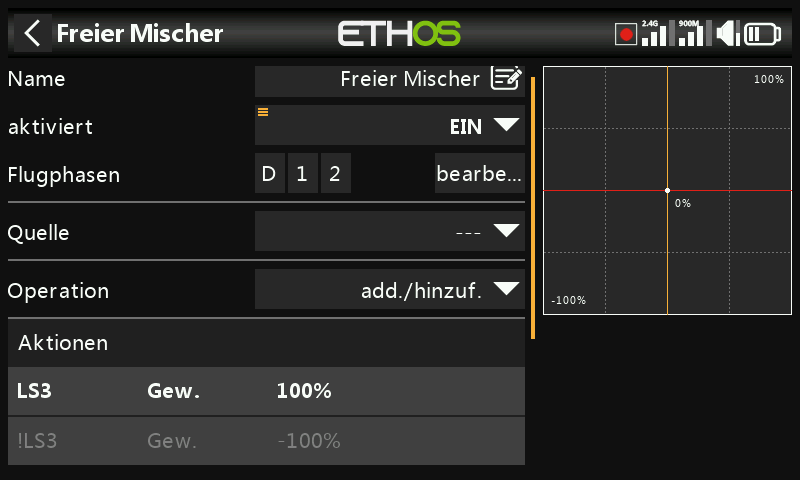 Freier Mischer ETHOS 2.4G 900M
Name Freier Mischer
aktiviert EIN
Flugphasen D 1 2 bearbe...
Quelle ---
Operation add./hinzuf.
Aktionen
LS3 Gew. 100%
!LS3 Gew. -100%
100%
0%
-100%